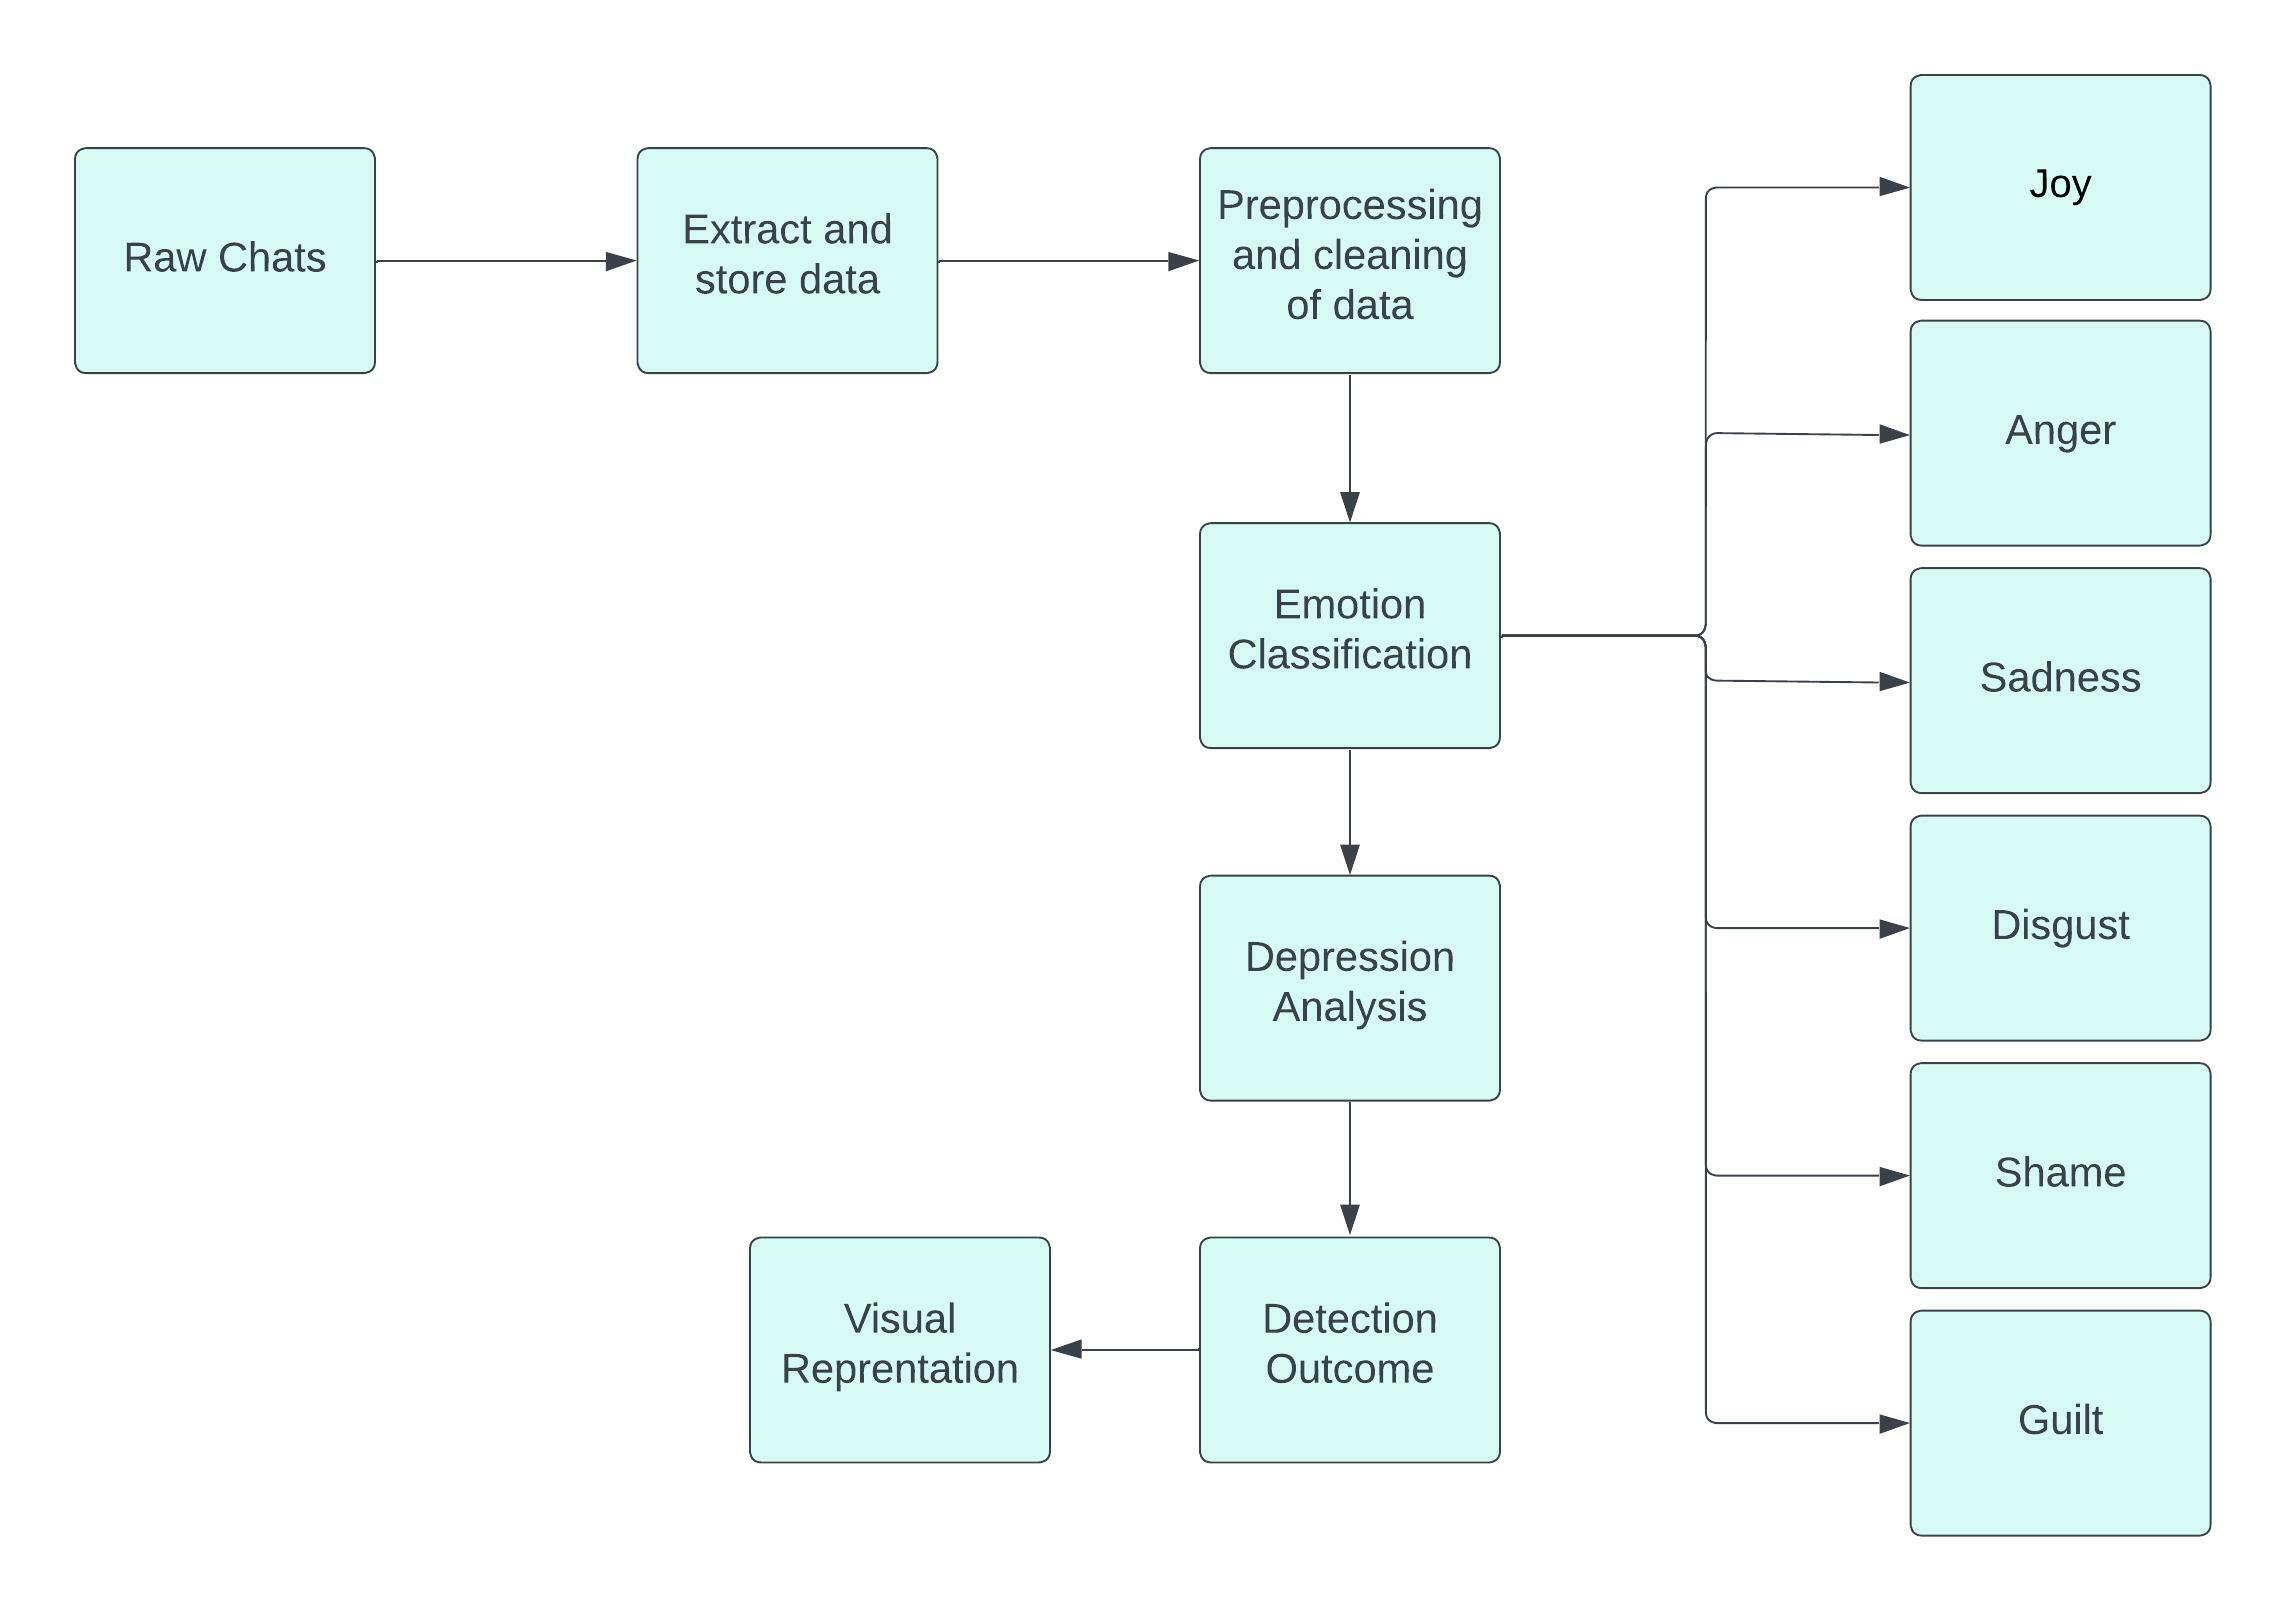 Raw Chats
Extract and
store data
Preprocessing
and cleaning
of data
Emotion
Classification
Depression
Analysis
Detection
Outcome
Visual
Reprentation
Joy
Anger
Sadness
Disgust
Shame
Guilt